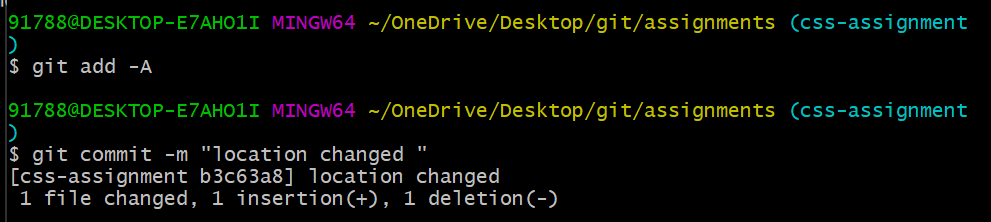 91788@DESKTOP-E7AHO1I MINGW64 ~/OneDrive/Desktop/git/assignments (css-assignment
)
$ git add -A
91788@DESKTOP-E7AHO1I MINGW64 ~/OneDrive/Desktop/git/assignments (css-assignment
)
$ git commit -m "location changed "
[css-assignment b3c63a8] location changed
 1 file changed, 1 insertion(+), 1 deletion(-)